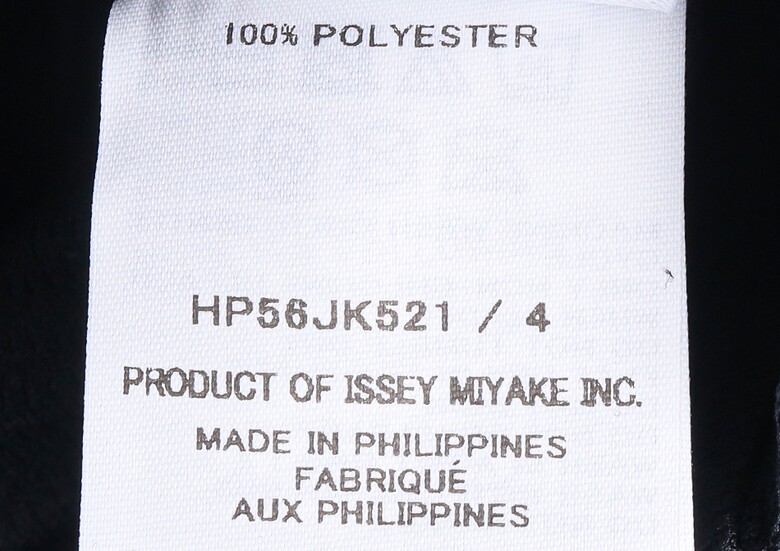 100% POLYESTER
HP56JK521 / 4
PRODUCT OF ISSEY MIYAKE INC.
MADE IN PHILIPPINES
FABRIQUÉ
AUX PHILIPPINES